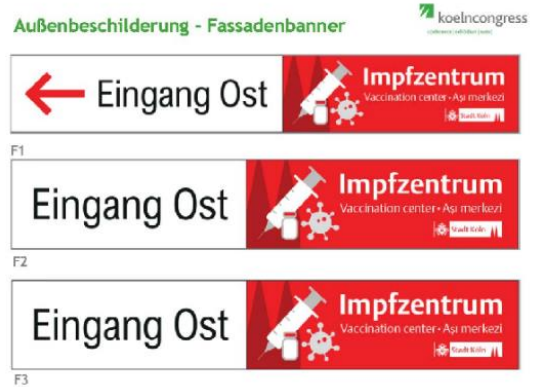 Außenbeschilderung - Fassadenbanner
koelncongress
Eingang Ost
Impfzentrum
Vaccination center • Aşı merkezi
Stadt Köln
F1
Eingang Ost
Impfzentrum
Vaccination center • Aşı merkezi
Stadt Köln
F2
Eingang Ost
Impfzentrum
Vaccination center • Aşı merkezi
Stadt Köln
F3